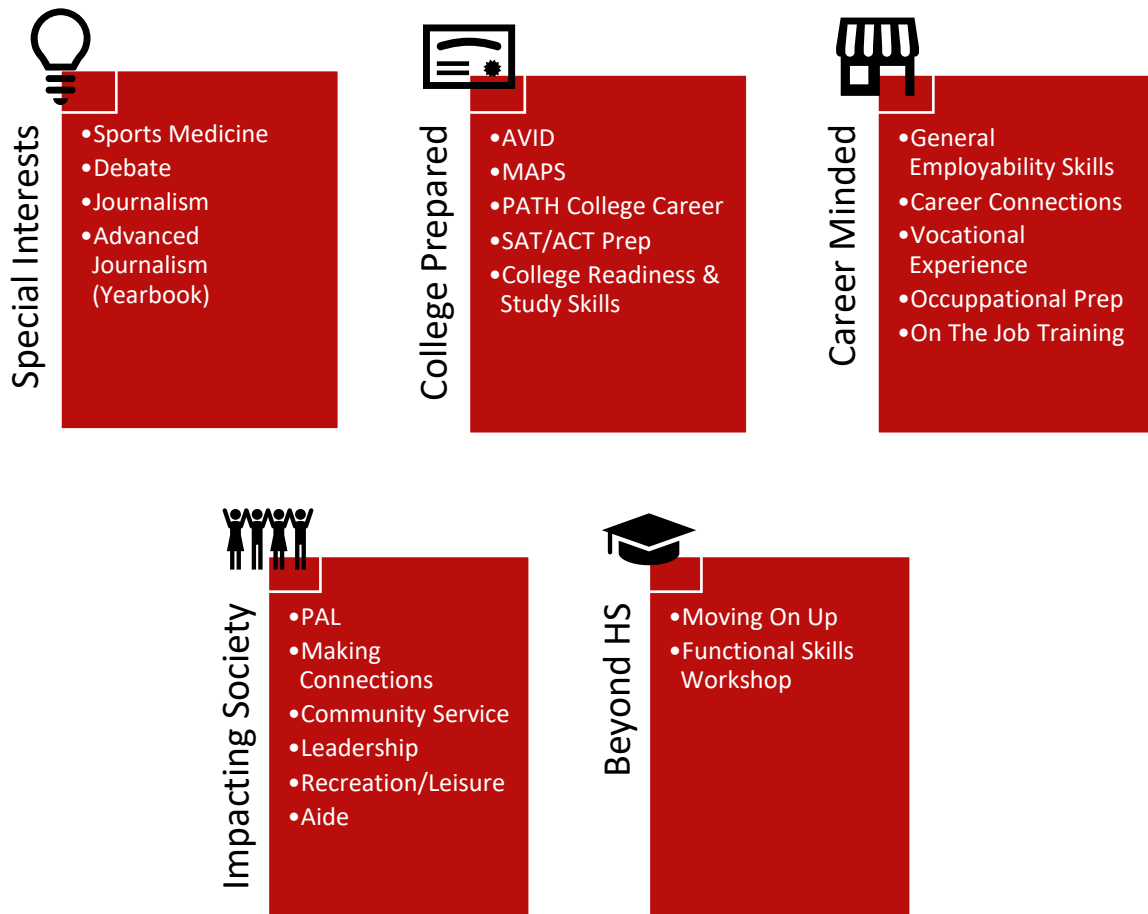 Special Interests
•Sports Medicine
•Debate
•Journalism
•Advanced
Journalism
(Yearbook)
College Prepared
•AVID
•MAPS
•PATH College Career
•SAT/ACT Prep
•College Readiness &
Study Skills
Career Minded
•General
Employability Skills
•Career Connections
•Vocational
Experience
•Occuppational Prep
•On The Job Training
Impacting Society
•PAL
•Making
Connections
•Community Service
•Leadership
•Recreation/Leisure
•Aide
Beyond HS
•Moving On Up
•Functional Skills
Workshop